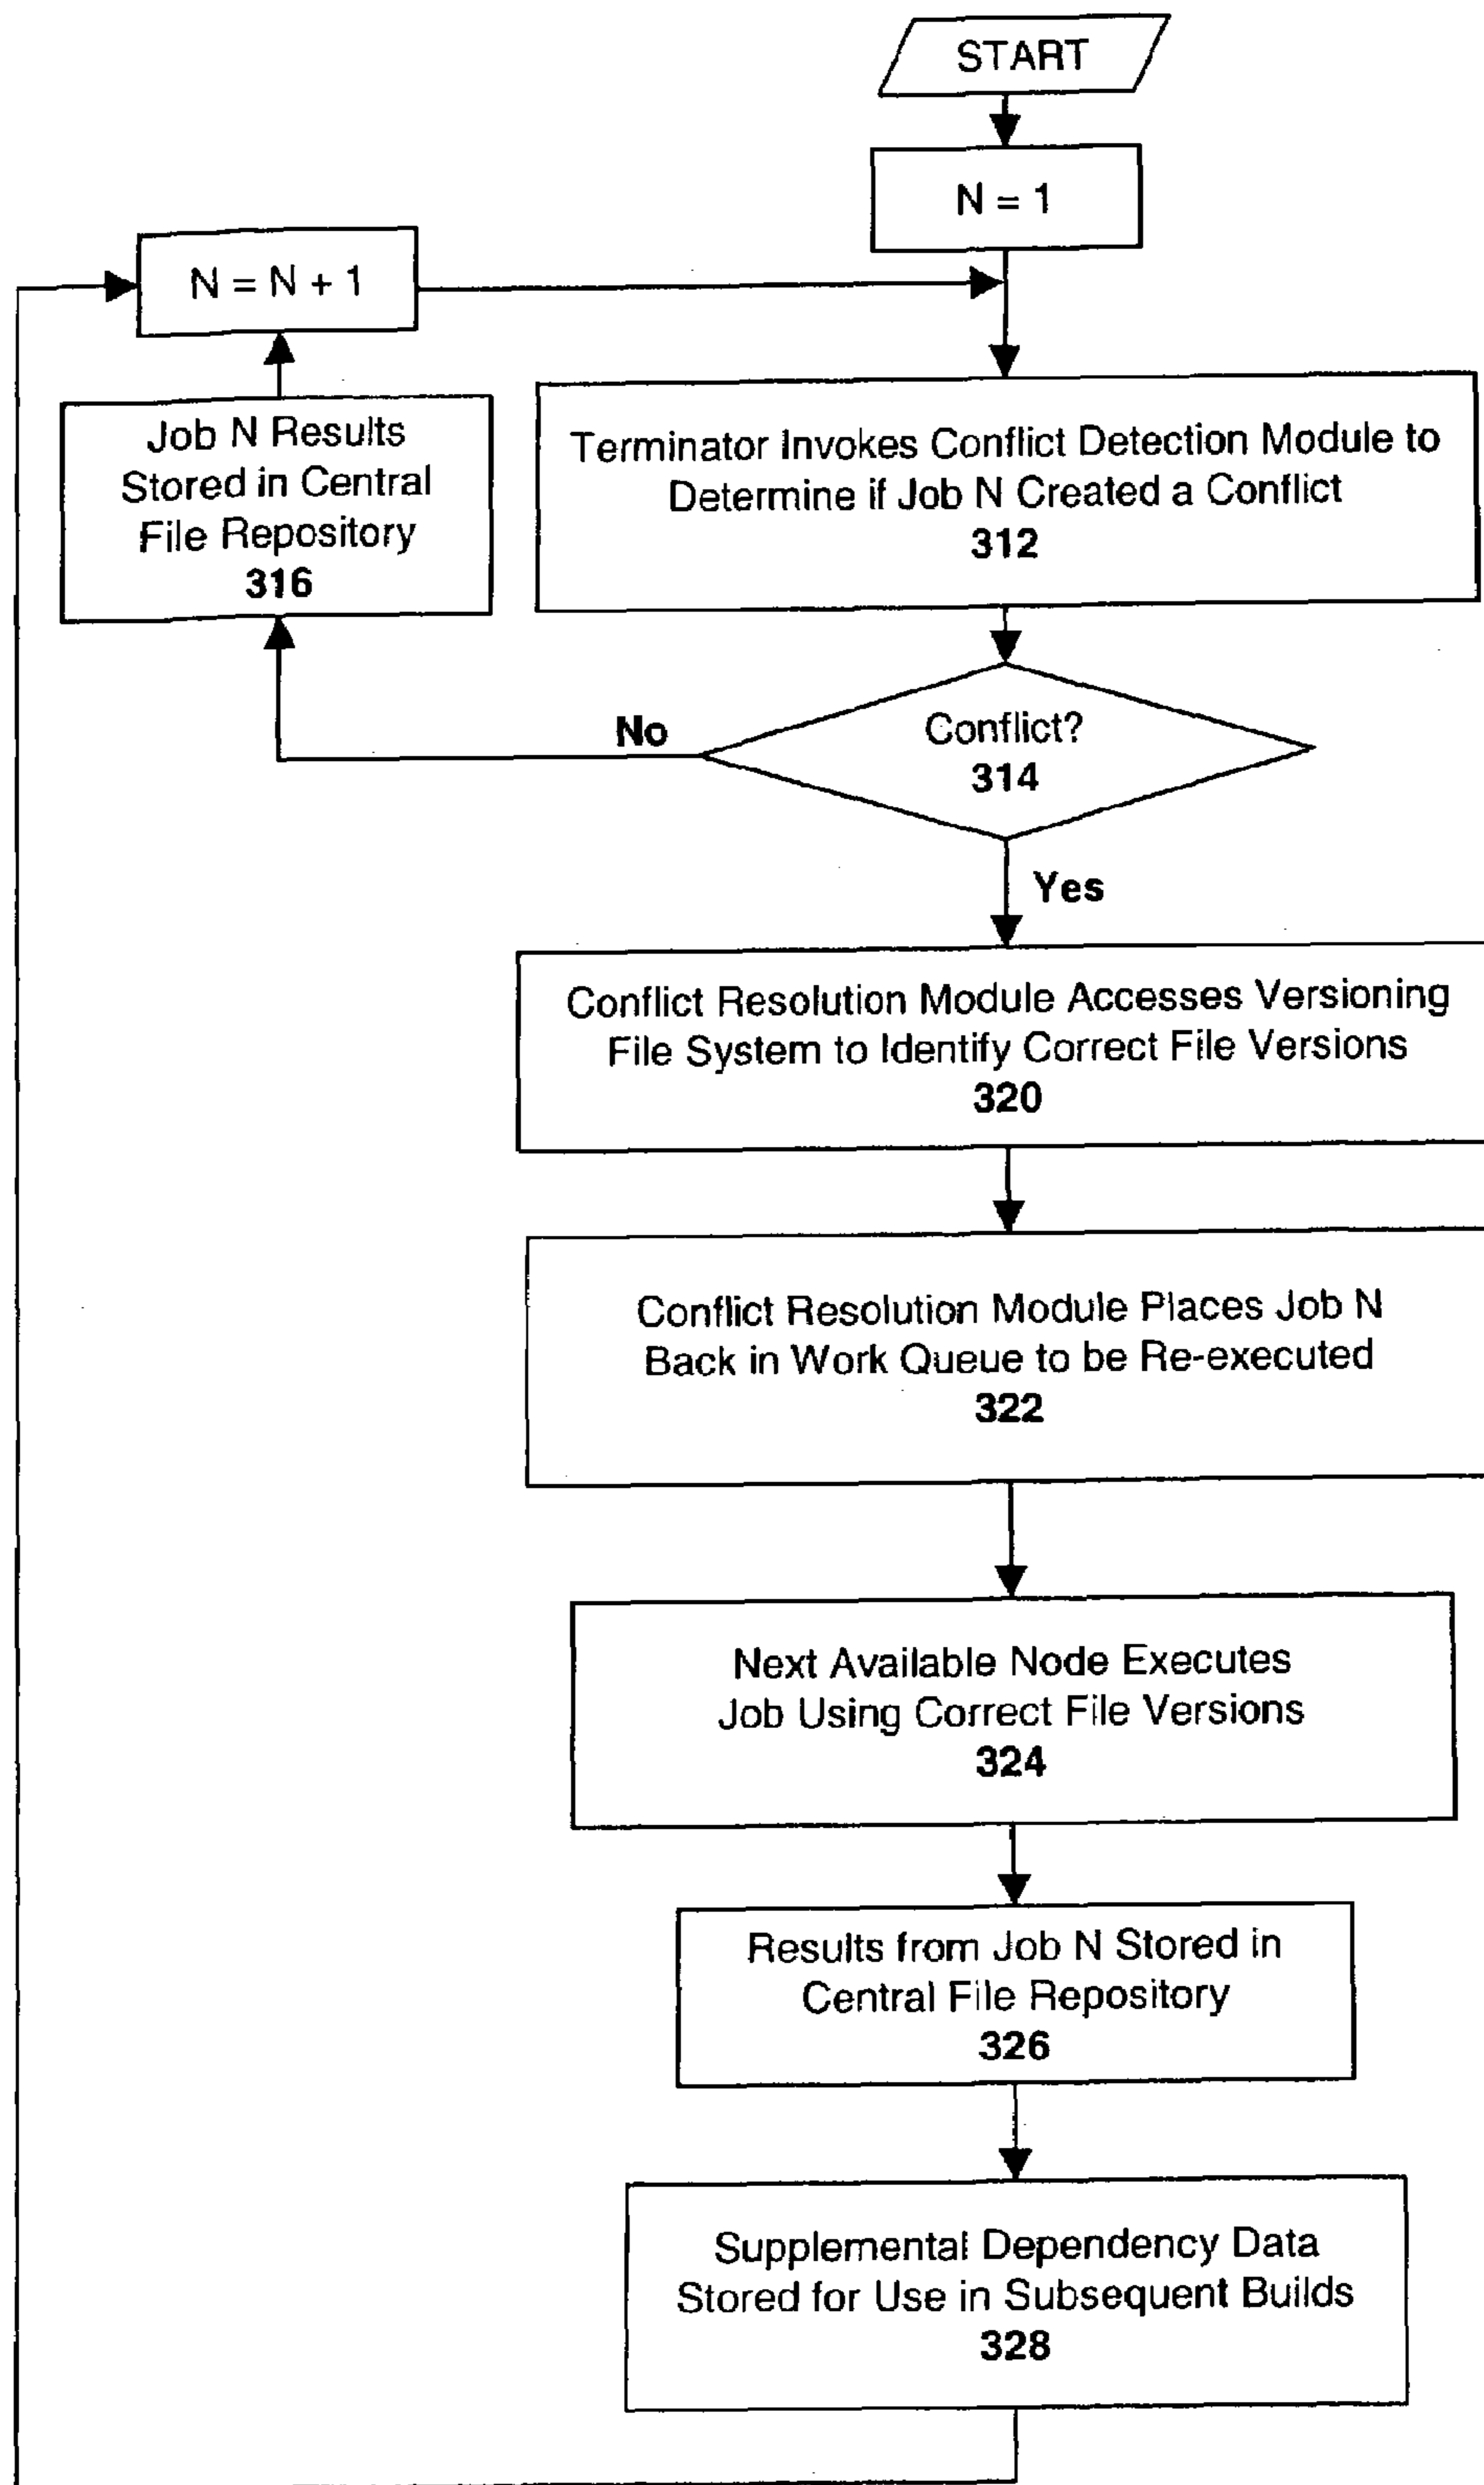 START
N = 1
N = N + 1
Job N Results
Stored in Central
File Repository
316
Terminator Invokes Conflict Detection Module to
Determine if Job N Created a Conflict
312
Conflict?
314
No
Yes
Conflict Resolution Module Accesses Versioning
File System to Identify Correct File Versions
320
Conflict Resolution Module Places Job N
Back in Work Queue to be Re-executed
322
Next Available Node Executes
Job Using Correct File Versions
324
Results from Job N Stored in
Central File Repository
326
Supplemental Dependency Data
Stored for Use in Subsequent Builds
328